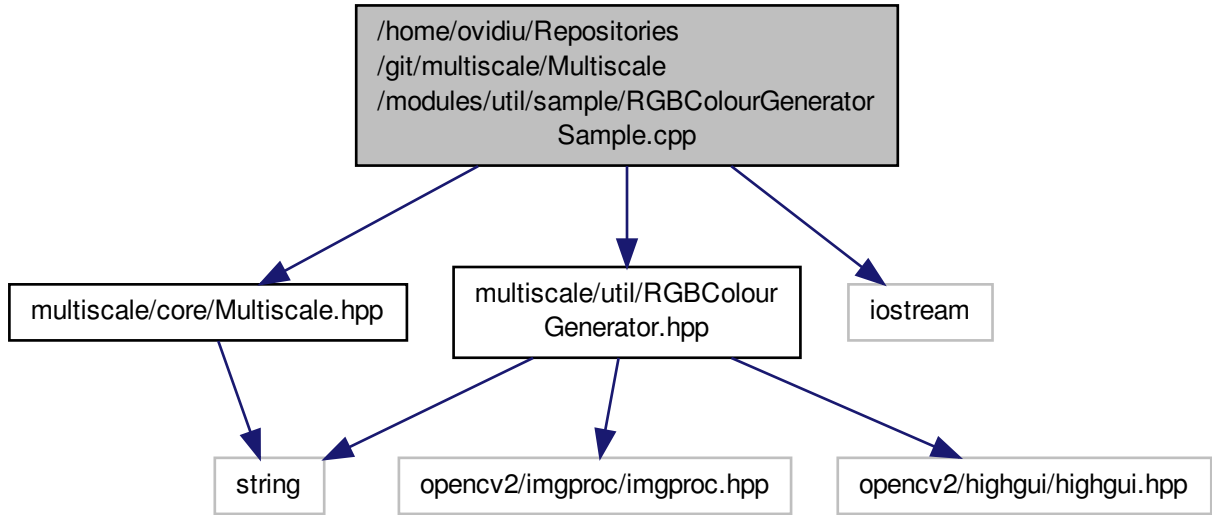 /home/ovidiu/Repositories
/git/multiscale/Multiscale
/modules/util/sample/RGBColourGenerator
Sample.cpp
multiscale/core/Multiscale.hpp
multiscale/util/RGBColour
Generator.hpp
iostream
string
opencv2/imgproc/imgproc.hpp
opencv2/highgui/highgui.hpp